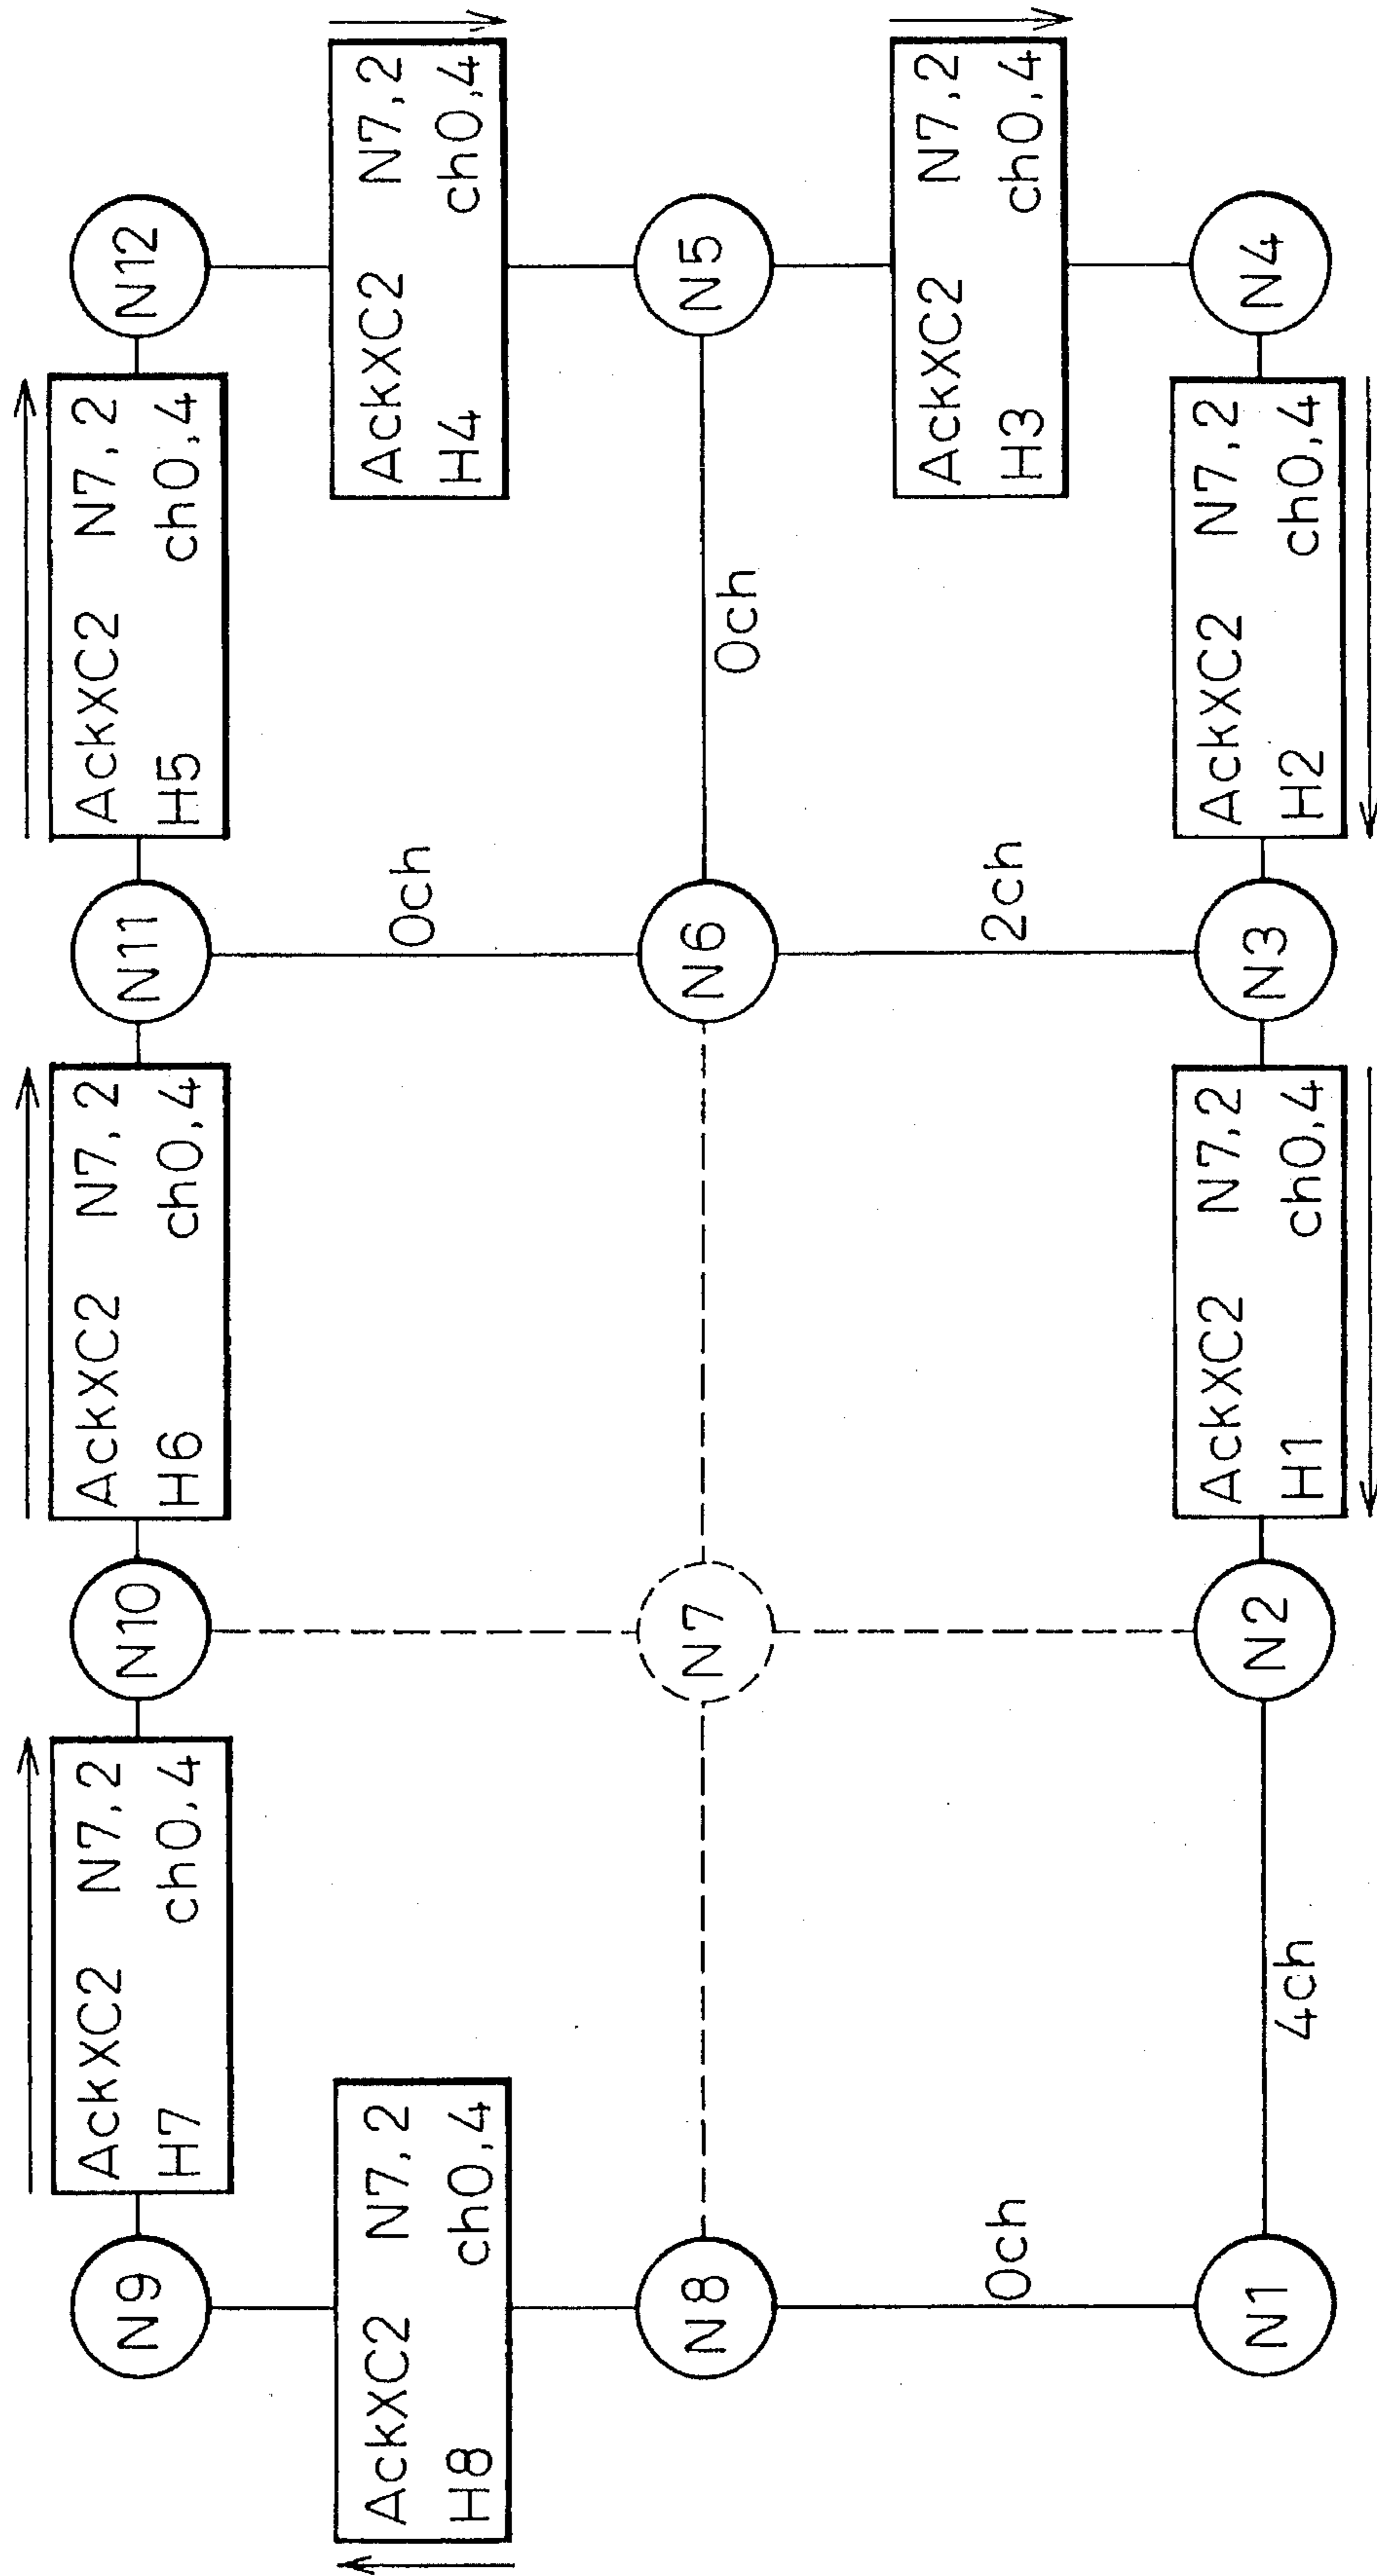 N9
AckXC2 N7,2
H7 ch0,4
N10
AckXC2 N7,2
H6 ch0,4
N11
AckXC2 N7,2
H5 ch0,4
N12
AckXC2 N7,2
H8 ch0,4
0ch
AckXC2 N7,2
H4 ch0,4
N8
N7
N6
0ch
N5
0ch
2ch
AckXC2 N7,2
H3 ch0,4
N1
4ch
N2
AckXC2 N7,2
H1 ch0,4
N3
AckXC2 N7,2
H2 ch0,4
N4